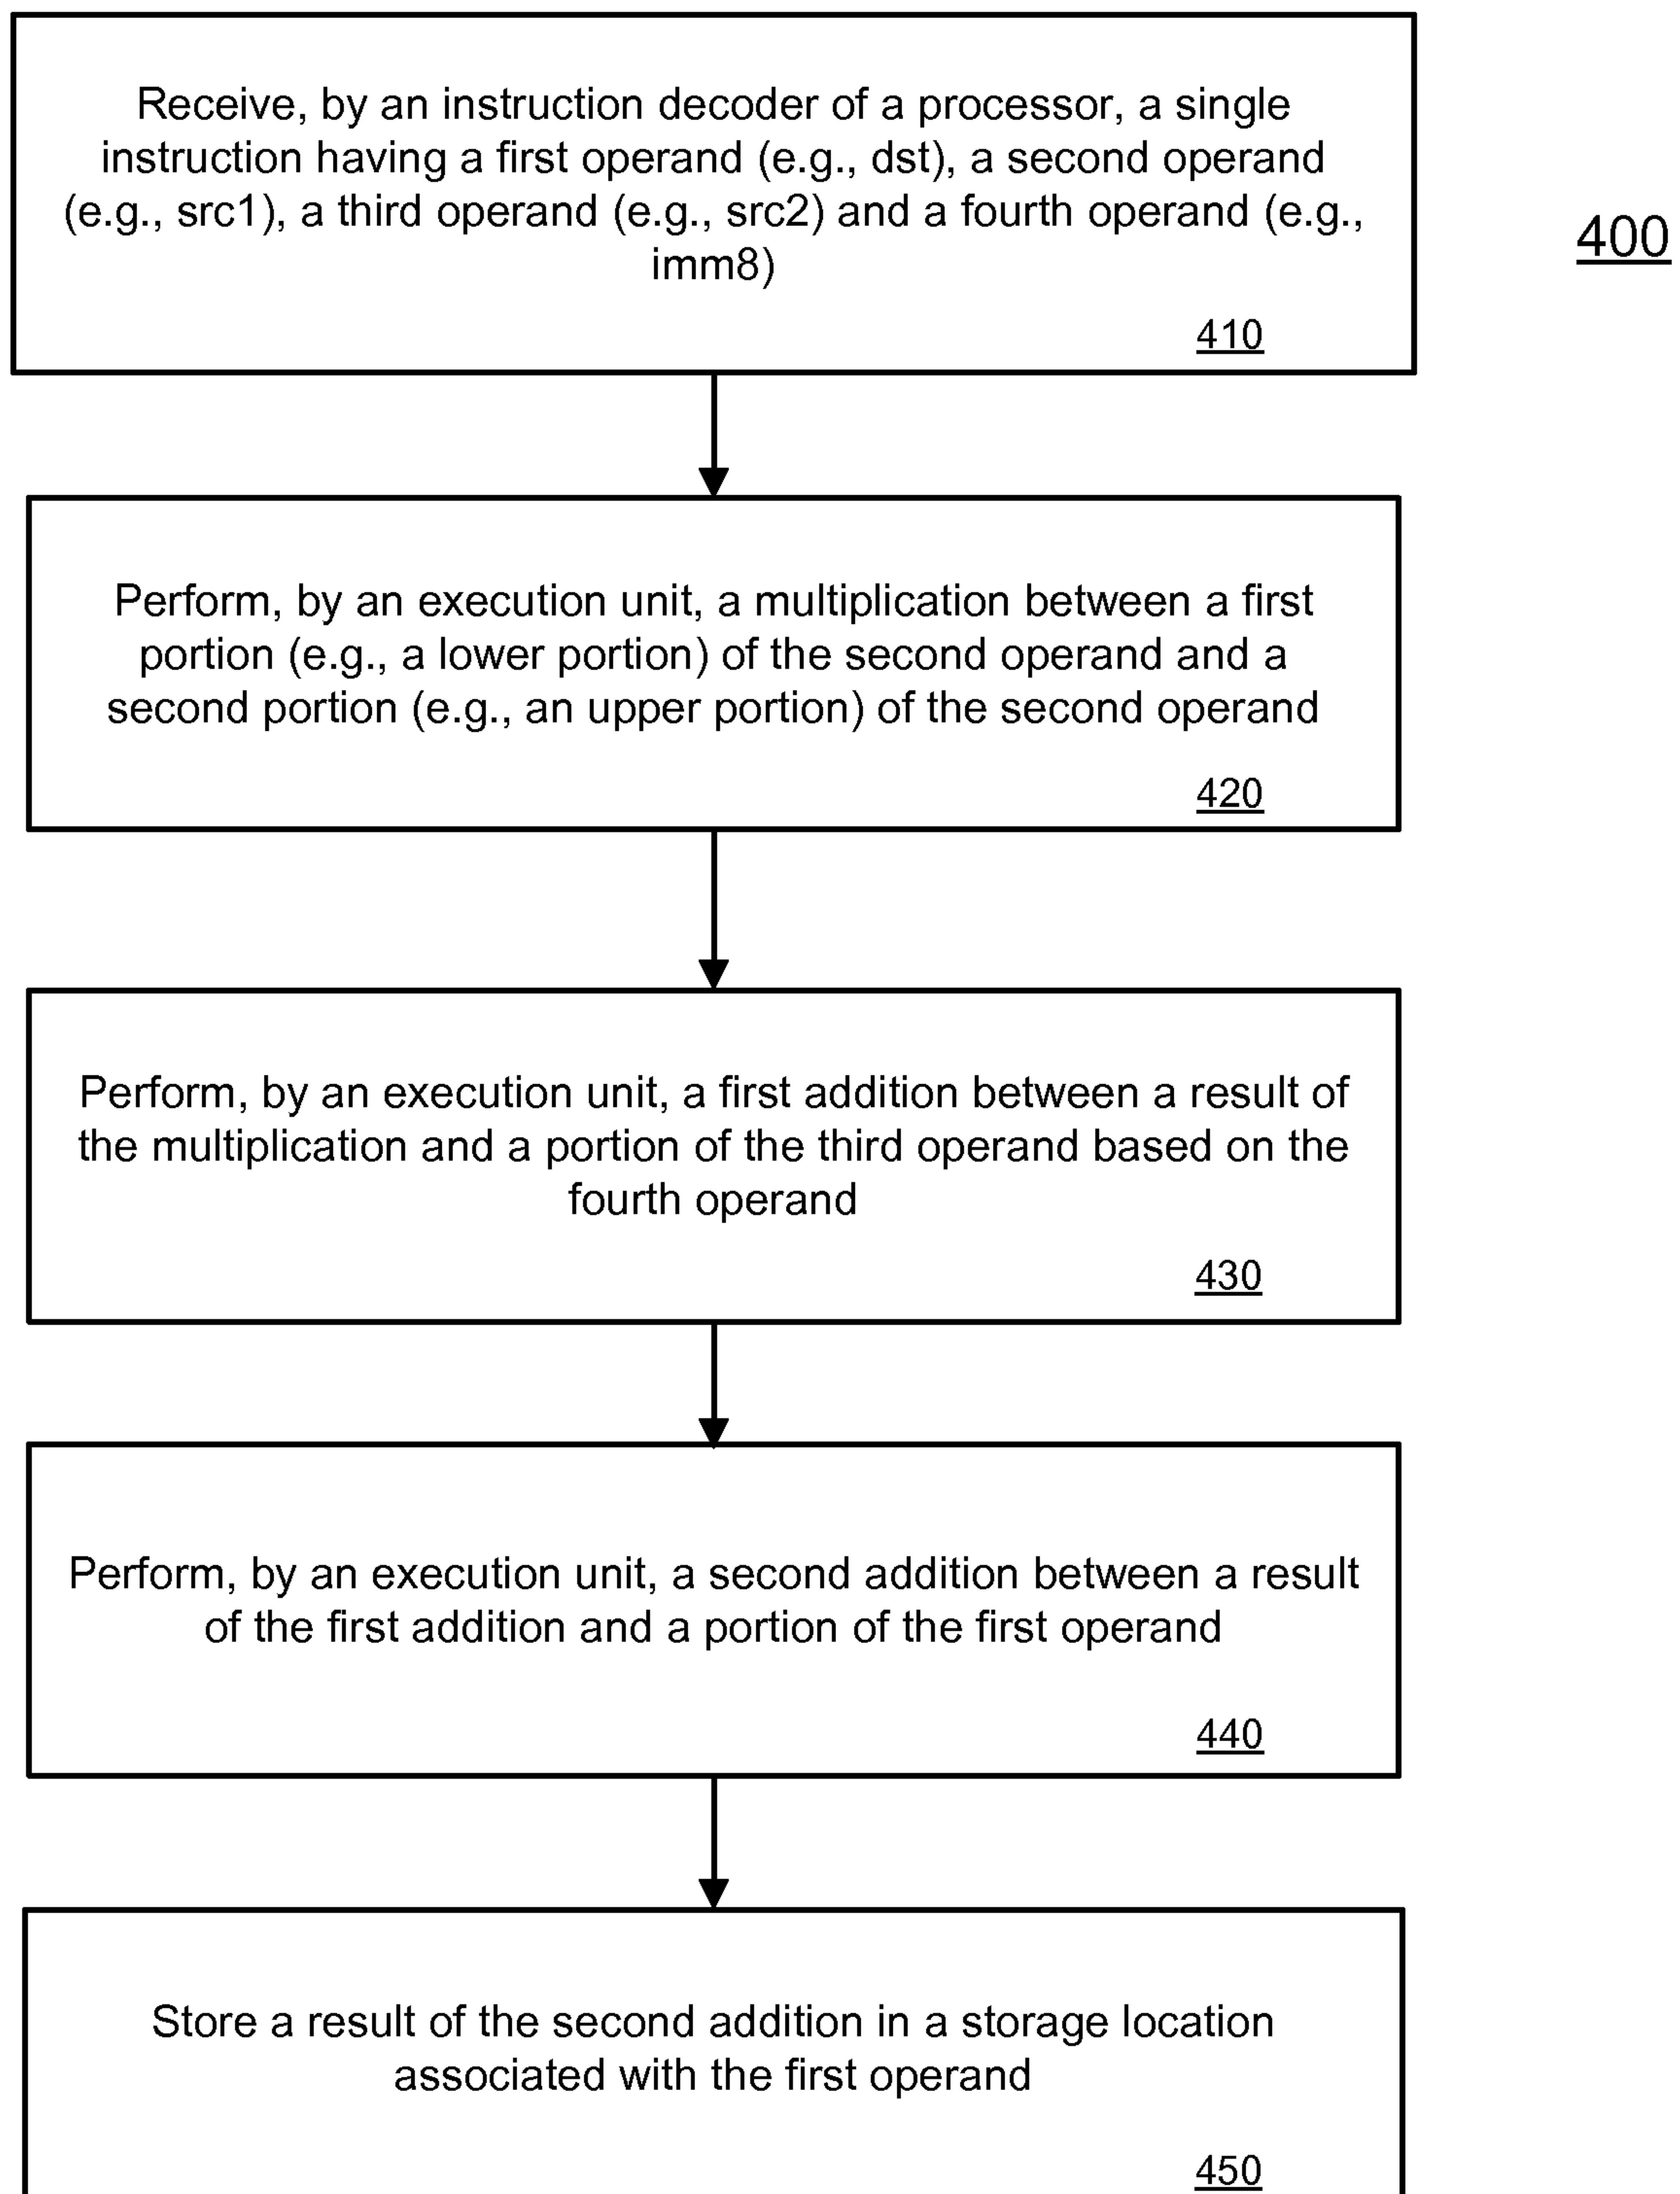 Receive, by an instruction decoder of a processor, a single
instruction having a first operand (e.g., dst), a second operand
(e.g., src1), a third operand (e.g., src2) and a fourth operand (e.g.,
imm8)
400
410
Perform, by an execution unit, a multiplication between a first
portion (e.g., a lower portion) of the second operand and a
second portion (e.g., an upper portion) of the second operand
420
Perform, by an execution unit, a first addition between a result of
the multiplication and a portion of the third operand based on the
fourth operand
430
Perform, by an execution unit, a second addition between a result
of the first addition and a portion of the first operand
440
Store a result of the second addition in a storage location
associated with the first operand
450